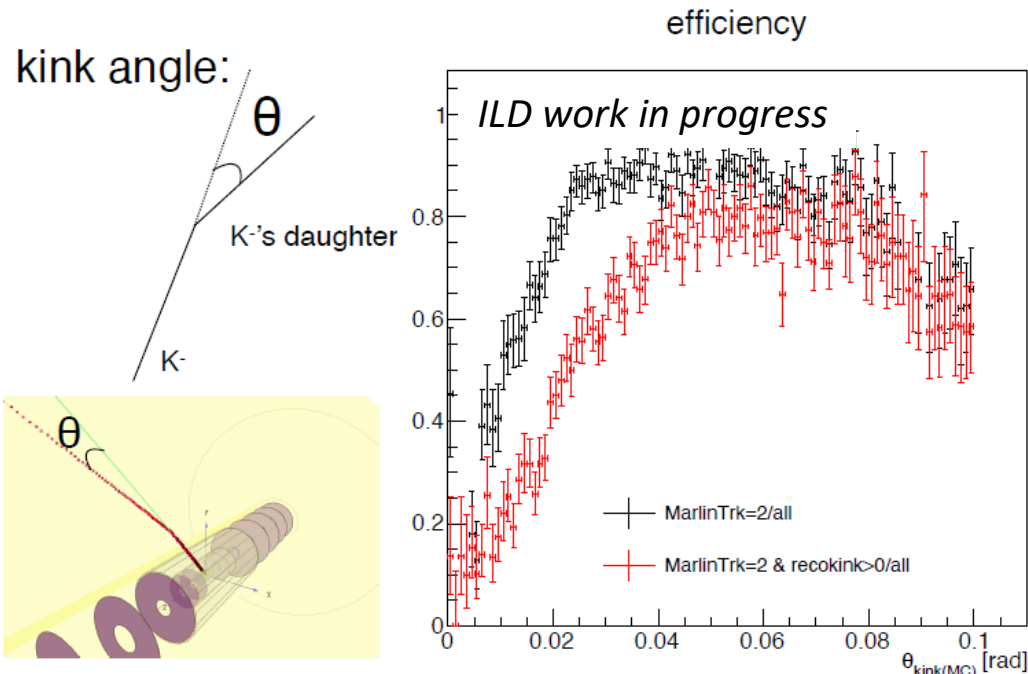 efficiency
kink angle:
θ
K-'s daughter
K-
θ
Y
Z
X
ILD work in progress
1
0.8
0.6
0.4
0.2
0
MarlinTrk=2/all
MarlinTrk=2 & recokink>0/all
0 0.02 0.04 0.06 0.08 0.1
θkink(MC) [rad]